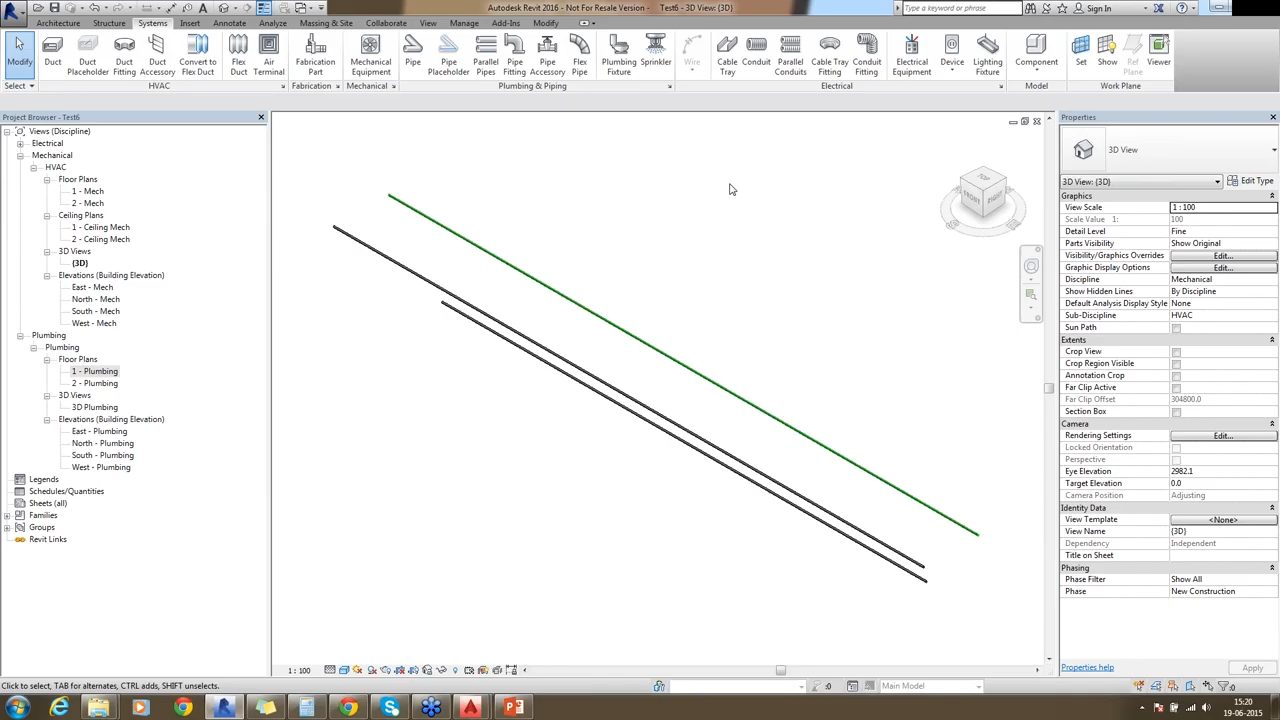 Autodesk Revit 2016 - Not For Resale Version - Test6 - 3D View: {3D}
Type a keyword or phrase
Sign In
Architecture Structure Systems Insert Annotate Analyze Massing & Site Collaborate View Manage Add-Ins Modify
Modify Duct Duct Placeholder Duct Fitting Duct Accessory Convert to Flex Duct Flex Duct Air Terminal Fabrication Part Mechanical Equipment Pipe Pipe Placeholder Parallel Pipes Pipe Fitting Pipe Accessory Flex Pipe Plumbing Fixture Sprinkler Wire Cable Tray Conduit Parallel Conduits Cable Tray Fitting Conduit Fitting Electrical Equipment Device Lighting Fixture Component Set Show Ref Plane Viewer
Select HVAC Fabrication Mechanical Plumbing & Piping Electrical Model Work Plane
Project Browser - Test6
Views (Discipline)
Electrical
Mechanical
HVAC
Floor Plans
1 - Mech
2 - Mech
Ceiling Plans
1 - Ceiling Mech
2 - Ceiling Mech
3D Views
{3D}
Elevations (Building Elevation)
East - Mech
North - Mech
South - Mech
West - Mech
Plumbing
Plumbing
Floor Plans
1 - Plumbing
2 - Plumbing
3D Views
3D Plumbing
Elevations (Building Elevation)
East - Plumbing
North - Plumbing
South - Plumbing
West - Plumbing
Legends
Schedules/Quantities
Sheets (all)
Families
Groups
Revit Links
TOP
FRONT
RIGHT
Properties
3D View
3D View: {3D} Edit Type
Graphics
View Scale 1 : 100
Scale Value 1: 100
Detail Level Fine
Parts Visibility Show Original
Visibility/Graphics Overrides Edit...
Graphic Display Options Edit...
Discipline Mechanical
Show Hidden Lines By Discipline
Default Analysis Display Style None
Sub-Discipline HVAC
Sun Path
Extents
Crop View
Crop Region Visible
Annotation Crop
Far Clip Active
Far Clip Offset 304800.0
Section Box
Camera
Rendering Settings Edit...
Locked Orientation
Perspective
Eye Elevation 2982.1
Target Elevation 0.0
Camera Position Adjusting
Identity Data
View Template <None>
View Name {3D}
Dependency Independent
Title on Sheet
Phasing
Phase Filter Show All
Phase New Construction
Properties help Apply
1 : 100
Click to select, TAB for alternates, CTRL adds, SHIFT unselects.
:0
Main Model
:0
15:20
19-06-2015